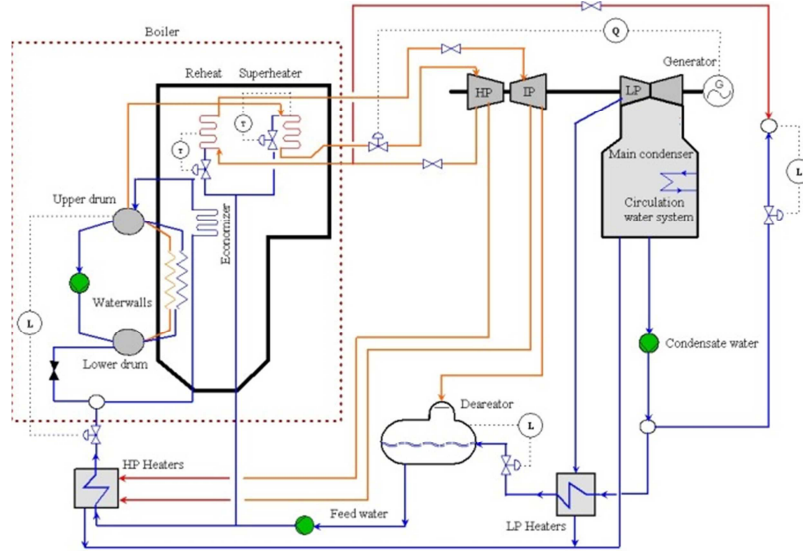 Boiler
Q
Generator
Reheat
Superheater
HP
IP
LP
G
T
T
Main condenser
L
Circulation
water system
Upper drum
Economizer
Waterwalls
L
Lower drum
Condensate water
Deareator
L
HP Heaters
Feed water
LP Heaters